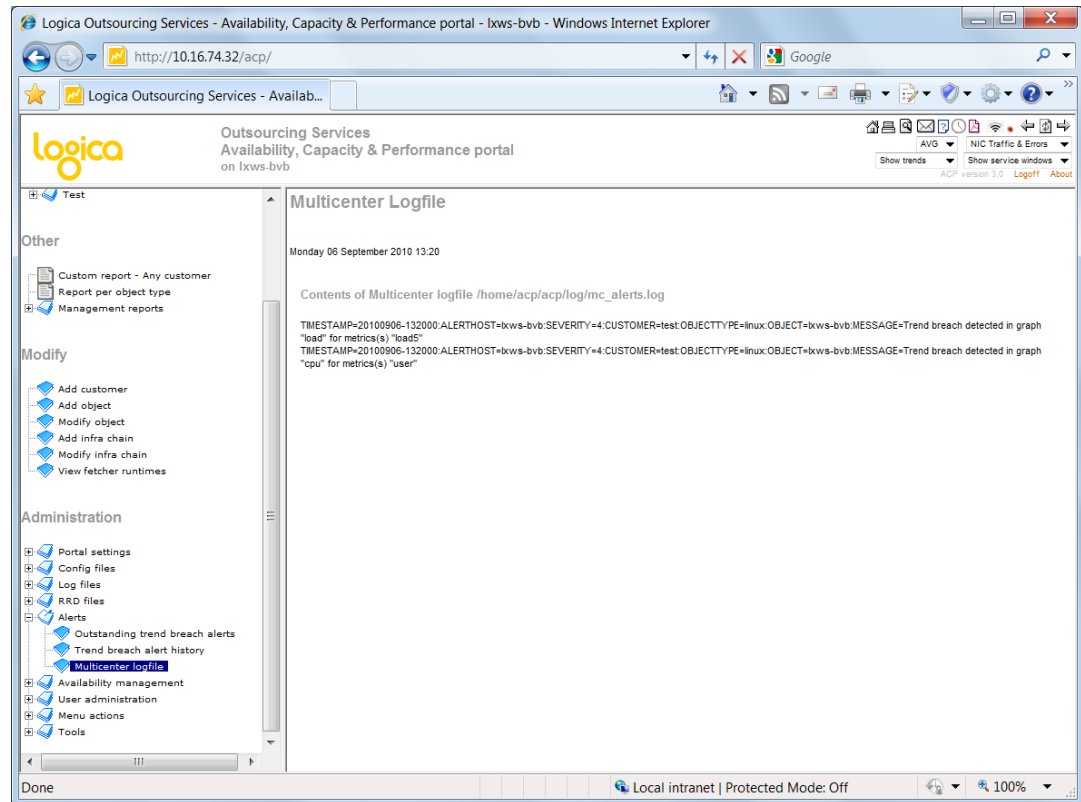 Logica Outsourcing Services - Availability, Capacity & Performance portal - lxws-bvb - Windows Internet Explorer
http://10.16.74.32/acp/
Google
Logica Outsourcing Services - Availab...
logica
Outsourcing Services
Availability, Capacity & Performance portal
on lxws-bvb
AVG
NIC Traffic & Errors
Show trends
Show service windows
ACP version 3.0 Logoff About
Test
Other
Custom report - Any customer
Report per object type
Management reports
Modify
Add customer
Add object
Modify object
Add infra chain
Modify infra chain
View fetcher runtimes
Administration
Portal settings
Config files
Log files
RRD files
Alerts
Outstanding trend breach alerts
Trend breach alert history
Multicenter logfile
Availability management
User administration
Menu actions
Tools
Multicenter Logfile
Monday 06 September 2010 13:20
Contents of Multicenter logfile /home/acp/acp/log/mc_alerts.log
TIMESTAMP=20100906-132000:ALERTHOST=lxws-bvb:SEVERITY=4:CUSTOMER=test:OBJECTTYPE=linux:OBJECT=lxws-bvb:MESSAGE=Trend breach detected in graph
"load" for metrics(s) "load5"
TIMESTAMP=20100906-132000:ALERTHOST=lxws-bvb:SEVERITY=4:CUSTOMER=test:OBJECTTYPE=linux:OBJECT=lxws-bvb:MESSAGE=Trend breach detected in graph
"cpu" for metrics(s) "user"
Done
Local intranet | Protected Mode: Off
100%